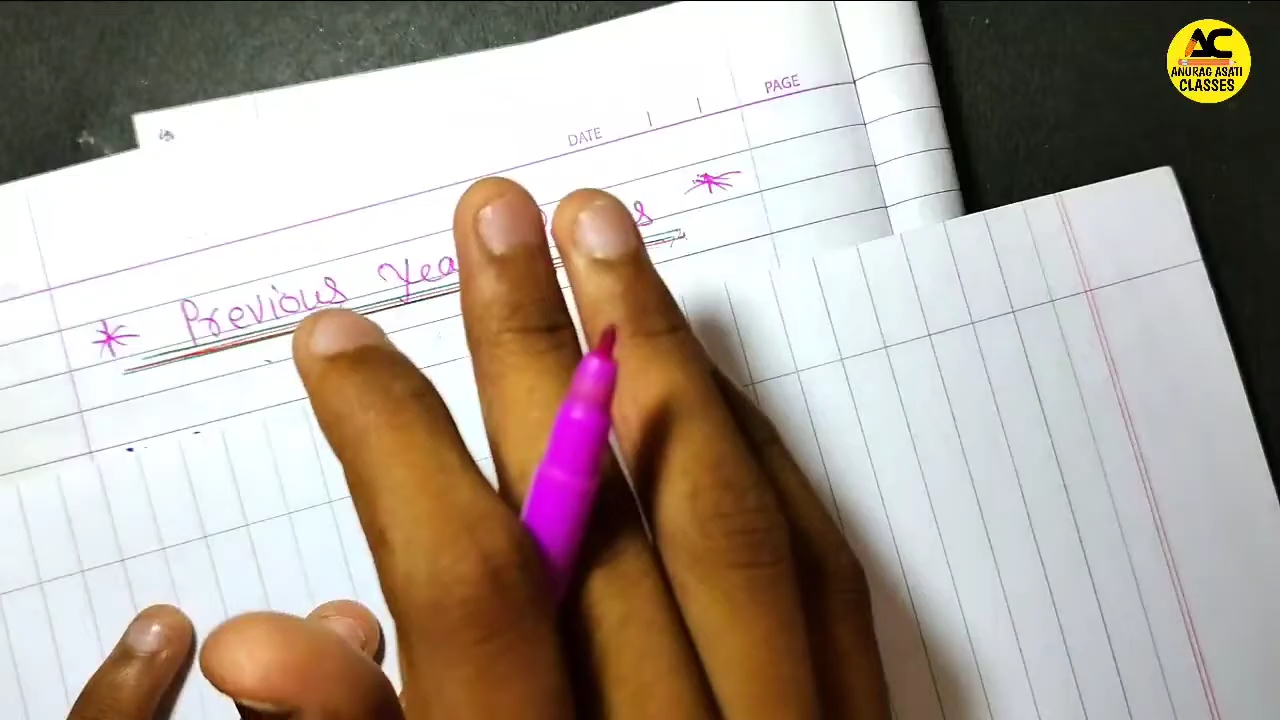 AC
ANURAG ASATI
CLASSES
PAGE
DATE
* Previous Yea *